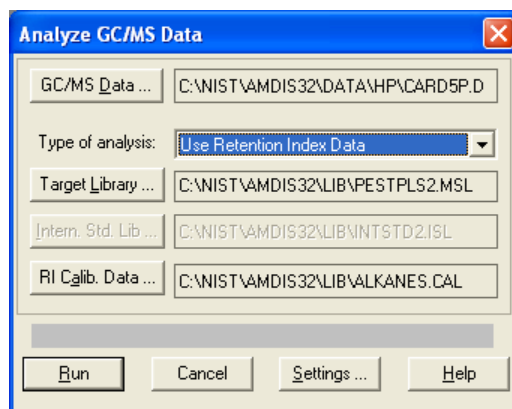 Analyze GC/MS Data
GC/MS Data ... C:\NIST\AMDIS32\DATA\HP\CARD5P.D
Type of analysis: Use Retention Index Data
Target Library ... C:\NIST\AMDIS32\LIB\PESTPLS2.MSL
Intern. Std. Lib ... C:\NIST\AMDIS32\LIB\INTSTD2.ISL
RI Calib. Data ... C:\NIST\AMDIS32\LIB\ALKANES.CAL
Run Cancel Settings ... Help